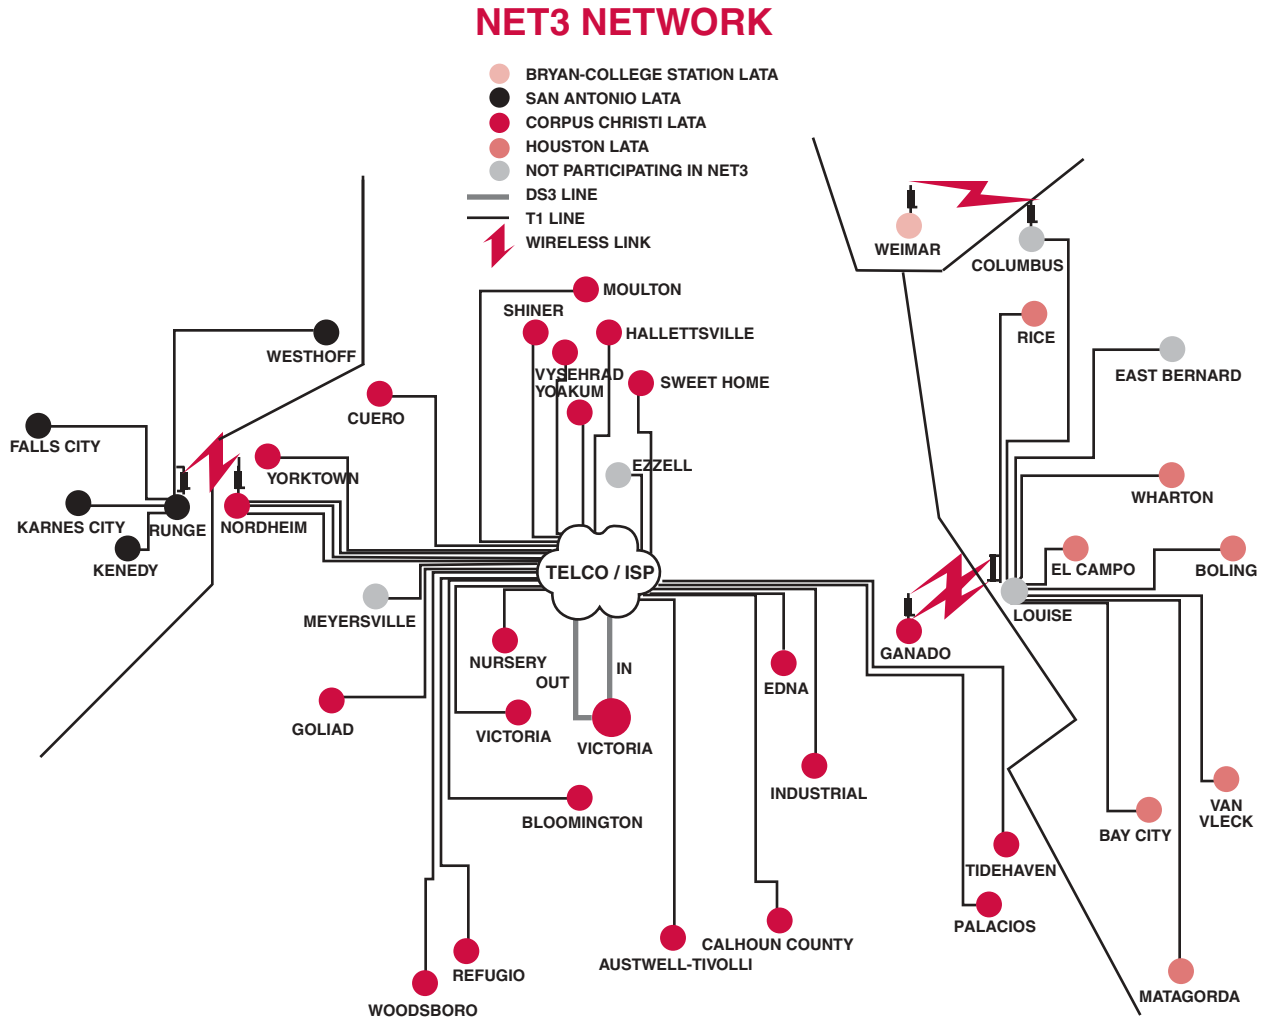 NET3 NETWORK
BRYAN-COLLEGE STATION LATA
SAN ANTONIO LATA
CORPUS CHRISTI LATA
HOUSTON LATA
NOT PARTICIPATING IN NET3
DS3 LINE
T1 LINE
WIRELESS LINK
WEIMAR
COLUMBUS
MOULTON
SHINER
HALLETTSVILLE
RICE
WESTHOFF
VYSEHRAD
EAST BERNARD
YOAKUM
SWEET HOME
CUERO
FALLS CITY
EZZELL
YORKTOWN
WHARTON
KARNES CITY
RUNGE
NORDHEIM
KENEDY
TELCO / ISP
EL CAMPO
BOLING
MEYERSVILLE
LOUISE
GANADO
NURSERY
IN
OUT
EDNA
GOLIAD
VICTORIA
VICTORIA
INDUSTRIAL
VAN
VLECK
BLOOMINGTON
BAY CITY
TIDEHAVEN
PALACIOS
CALHOUN COUNTY
AUSTWELL-TIVOLLI
REFUGIO
MATAGORDA
WOODSBORO